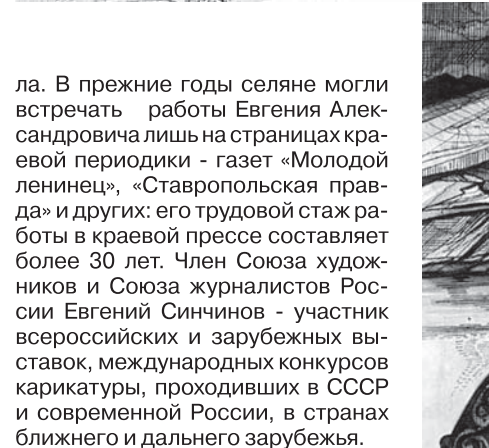 ла. В прежние годы селяне могли
встречать работы Евгения Алек-
сандровича лишь на страницах кра-
евой периодики - газет «Молодой
ленинец», «Ставропольская прав-
да» и других: его трудовой стаж ра-
боты в краевой прессе составляет
более 30 лет. Член Союза худож-
ников и Союза журналистов Рос-
сии Евгений Синчинов - участник
всероссийских и зарубежных вы-
ставок, международных конкурсов
карикатуры, проходивших в СССР
и современной России, в странах
ближнего и дальнего зарубежья.